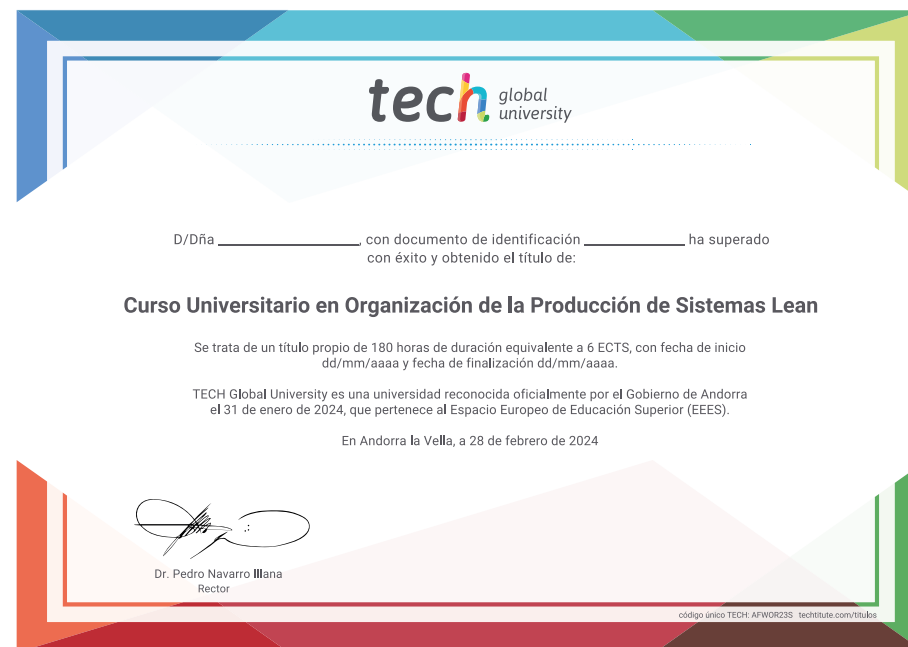 tech global university
D/Dña ____________________, con documento de identificación ______________ ha superado
con éxito y obtenido el título de:
Curso Universitario en Organización de la Producción de Sistemas Lean
Se trata de un título propio de 180 horas de duración equivalente a 6 ECTS, con fecha de inicio
dd/mm/aaaa y fecha de finalización dd/mm/aaaa.
TECH Global University es una universidad reconocida oficialmente por el Gobierno de Andorra
el 31 de enero de 2024, que pertenece al Espacio Europeo de Educación Superior (EEES).
En Andorra la Vella, a 28 de febrero de 2024
Dr. Pedro Navarro Illana
Rector
código único TECH: AFWOR23S techtitute.com/titulos